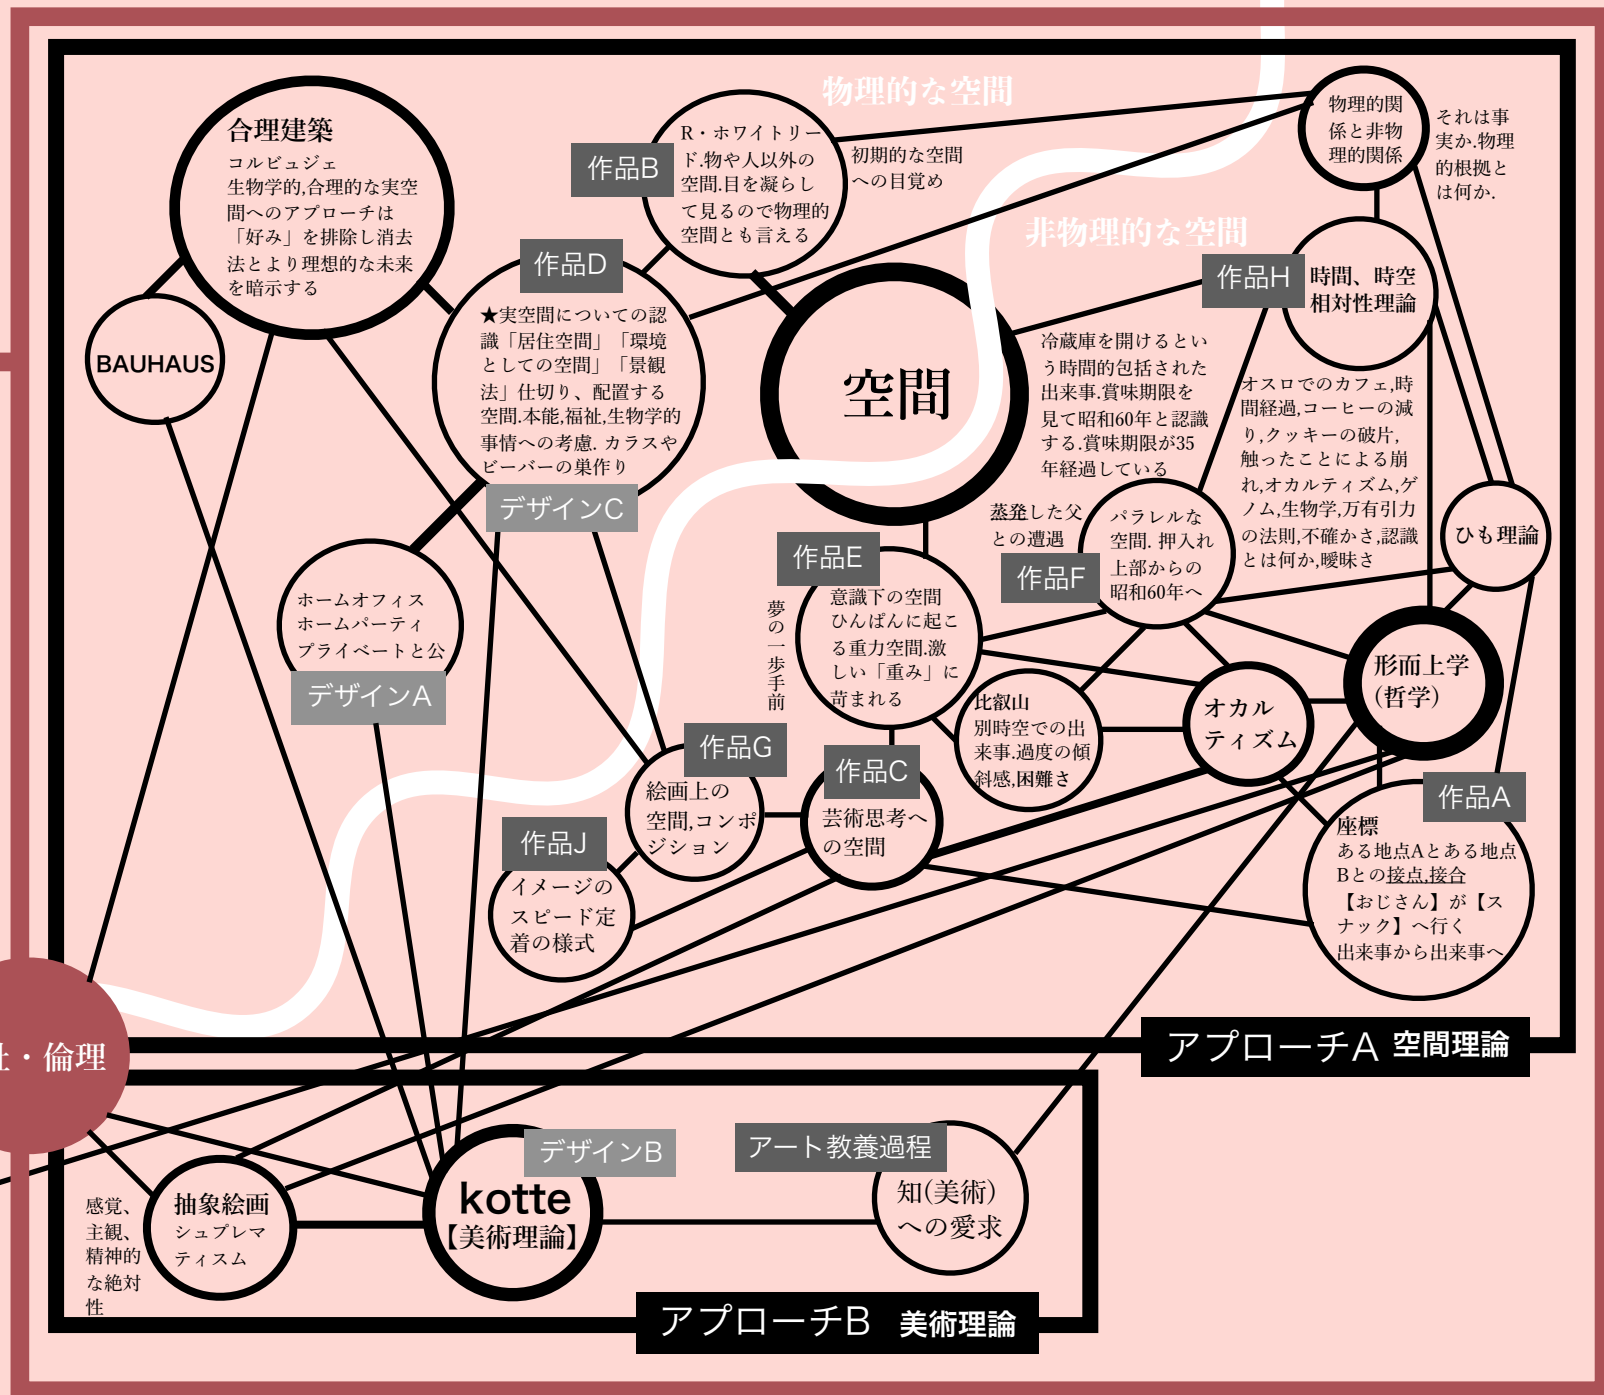 物理的な空間
合理建築
コルビュジェ
生物学的,合理的な実空
間へのアプローチは
「好み」を排除し消去
法とより理想的な未来
を暗示する
BAUHAUS
作品B
R・ホワイトリー
ド.物や人以外の
空間.目を凝らし
て見るので物理的
空間とも言える
初期的な空間
への目覚め
物理的関
係と非物
理的関係
それは事
実か.物理
的根拠と
は何か.
非物理的な空間
作品D
★実空間についての認
識「居住空間」「環境
としての空間」「景観
法」仕切り、配置する
空間.本能,福祉,生物学的
事情への考慮. カラスや
ビーバーの巣作り
デザインC
空間
作品H
時間、時空
相対性理論
冷蔵庫を開けるとい
う時間的包括された
出来事.賞味期限を
見て昭和60年と認識
する.賞味期限が35
年経過している
オスロでのカフェ,時
間経過,コーヒーの減
り,クッキーの破片,
触ったことによる崩
れ,オカルティズム,ゲ
ノム,生物学,万有引力
の法則,不確かさ,認識
とは何か,曖昧さ
蒸発した父
との遭遇
作品F
パラレルな
空間. 押入れ
上部からの
昭和60年へ
ひも理論
作品E
意識下の空間
ひんぱんに起こ
る重力空間.激
しい「重み」に
苛まれる
夢の一歩手前
ホームオフィス
ホームパーティ
プライベートと公
デザインA
比叡山
別時空での出
来事.過度の傾
斜感,困難さ
オカル
ティズム
形而上学
(哲学)
作品G
絵画上の
空間,コンポ
ジション
作品C
芸術思考へ
の空間
作品J
イメージの
スピード定
着の様式
作品A
座標
ある地点Aとある地点
Bとの接点,接合
【おじさん】が【ス
ナック】へ行く
出来事から出来事へ
・倫理
アプローチA 空間理論
デザインB
kotte
【美術理論】
アート教養過程
知(美術)
への愛求
抽象絵画
シュプレマ
ティスム
感覚、
主観、
精神的
な絶対
性
アプローチB 美術理論